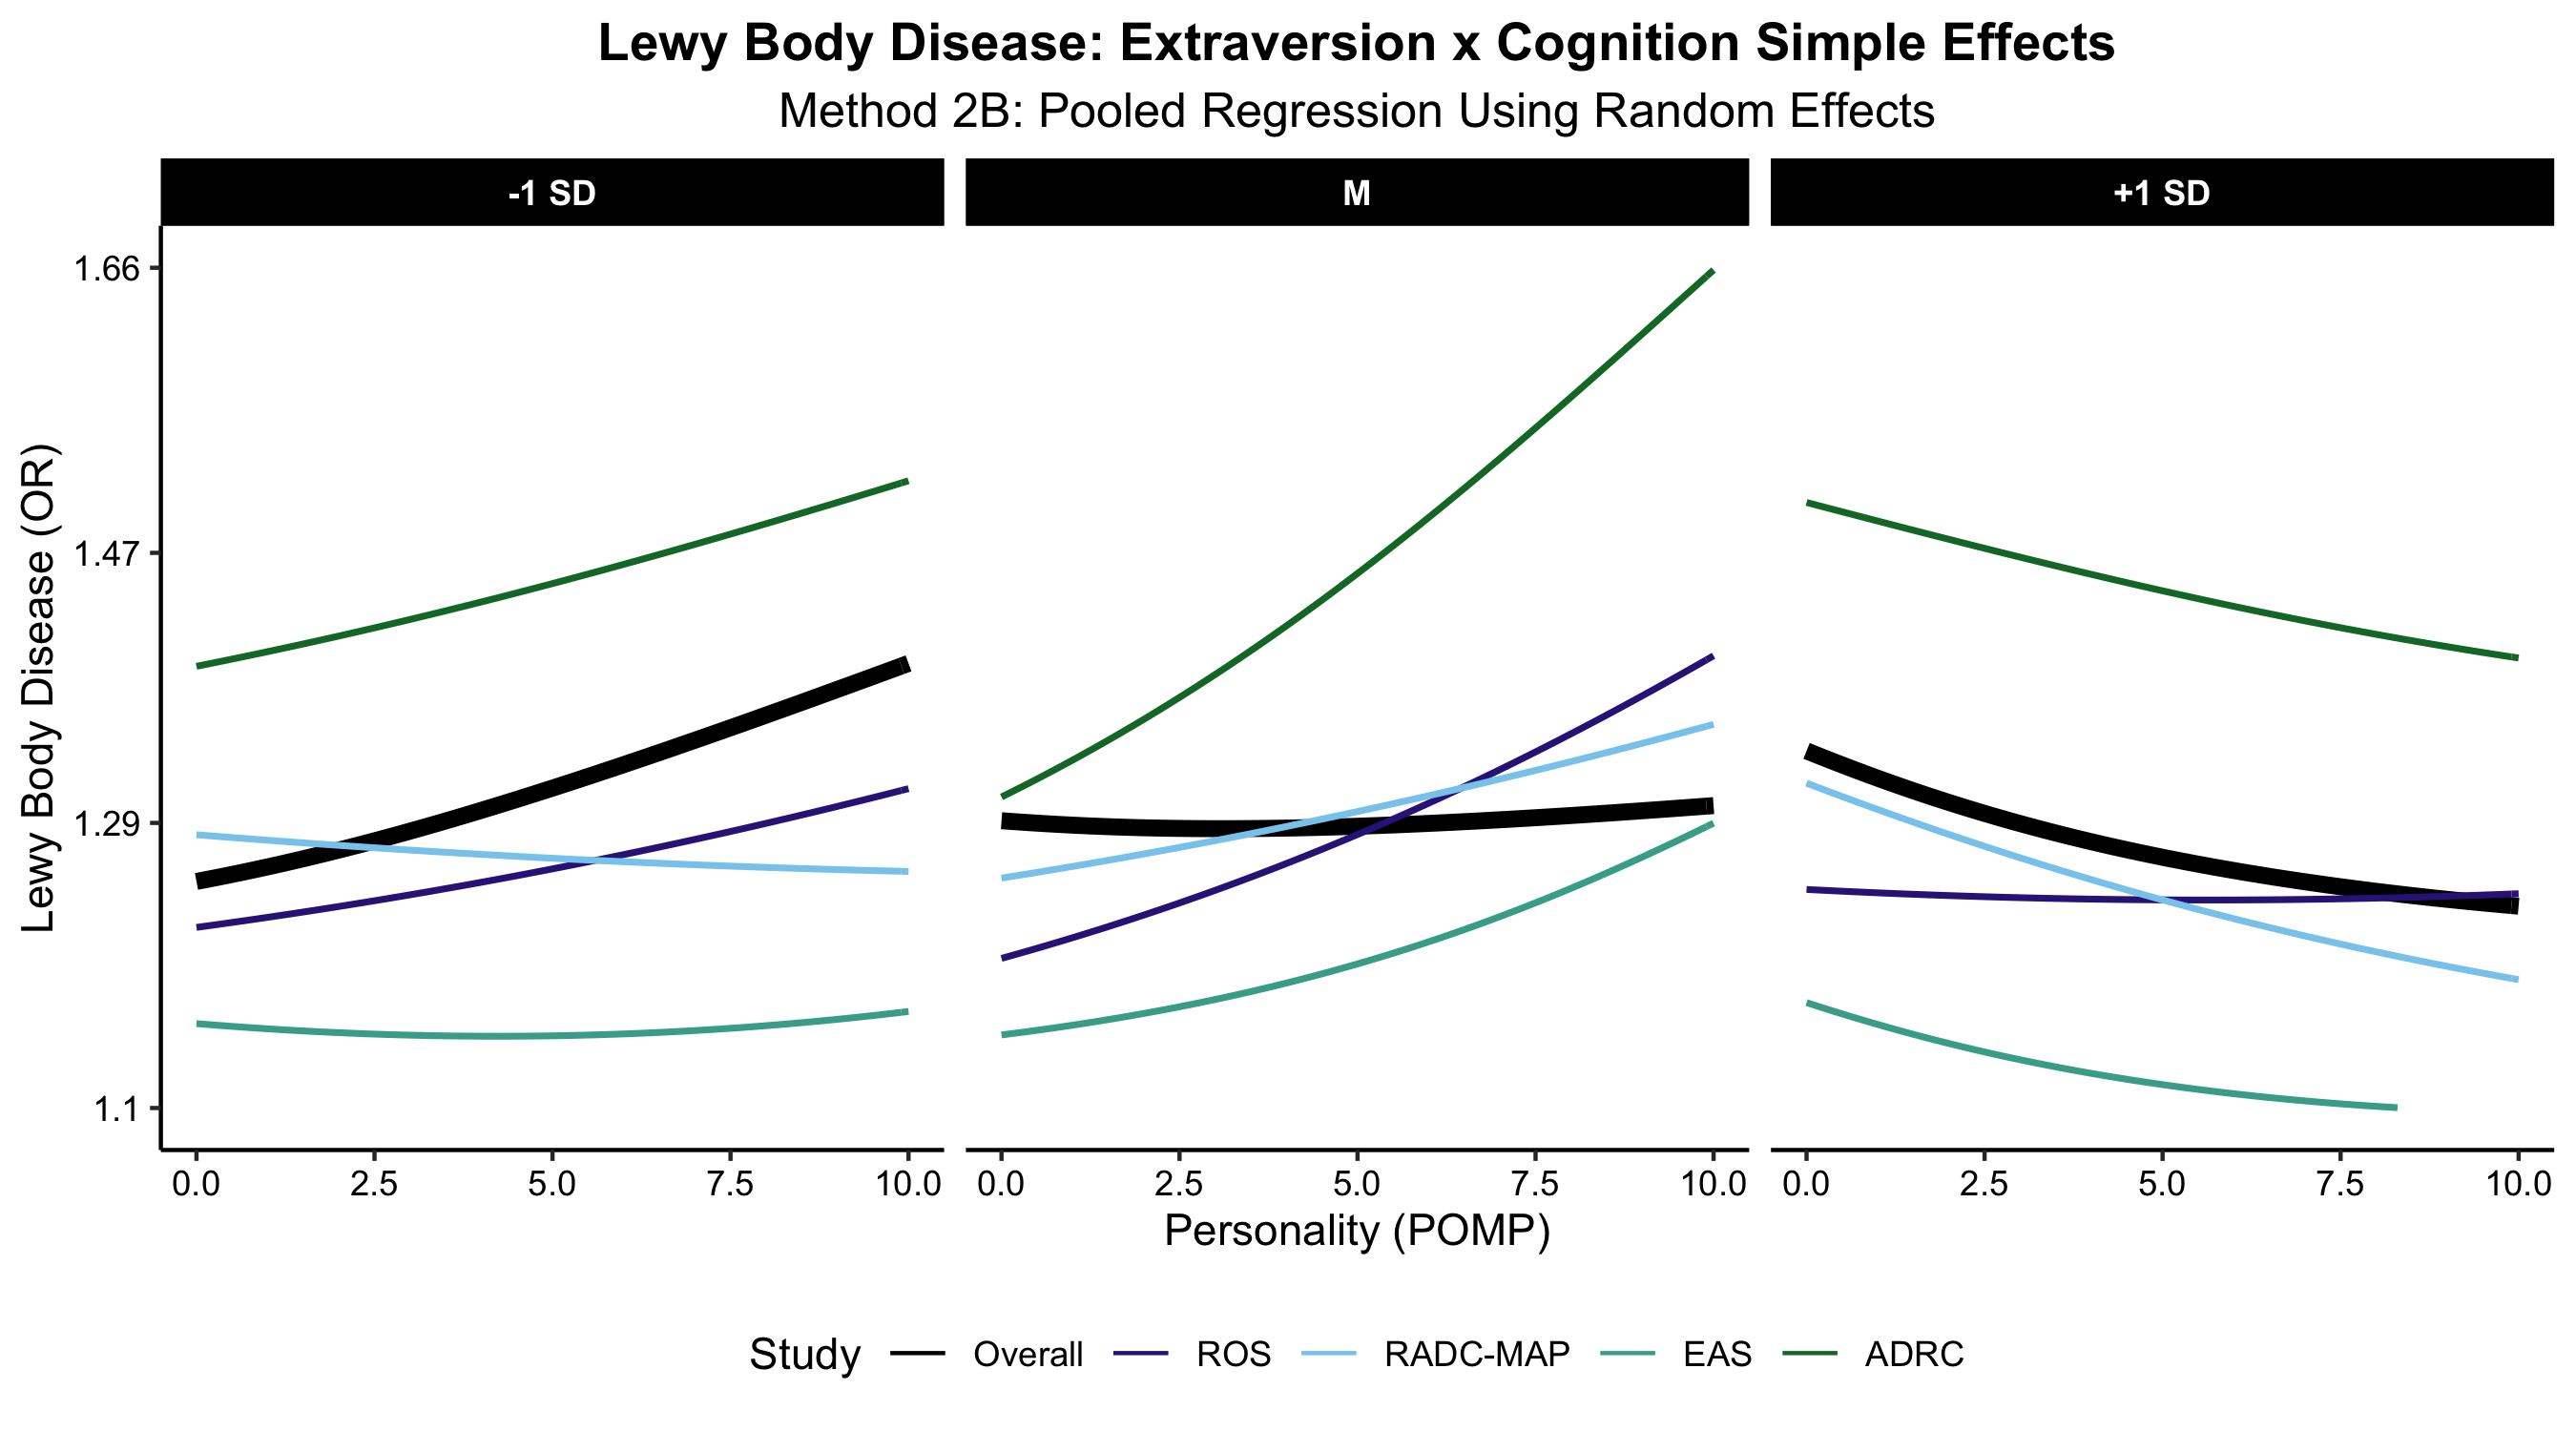 Lewy Body Disease: Extraversion x Cognition Simple Effects
Method 2B: Pooled Regression Using Random Effects
-1 SD M +1 SD
Lewy Body Disease (OR)
1.66
1.47
1.29
1.1
0.0 2.5 5.0 7.5 10.0 0.0 2.5 5.0 7.5 10.0 0.0 2.5 5.0 7.5 10.0
Personality (POMP)
Study Overall ROS RADC-MAP EAS ADRC